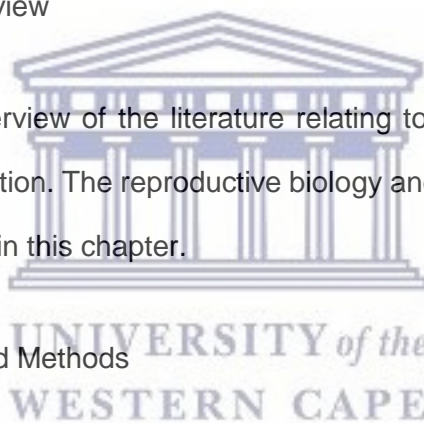 view
erview of the literature relating to
tion. The reproductive biology and
in this chapter.
d Methods
UNIVERSITY of the
WESTERN CAPE